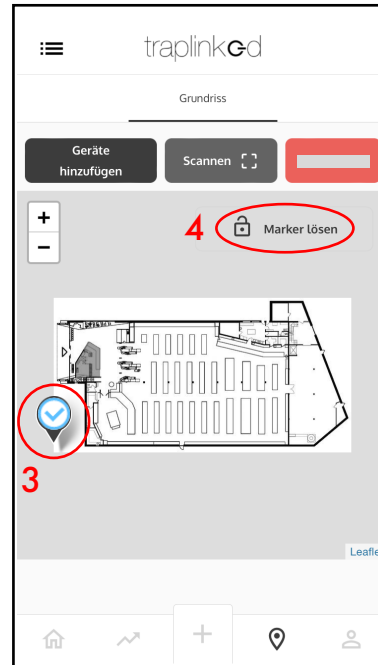 traplinked
Grundriss
Geräte
hinzufügen
Scannen
+
−
4
Marker lösen
3
Leafle
+